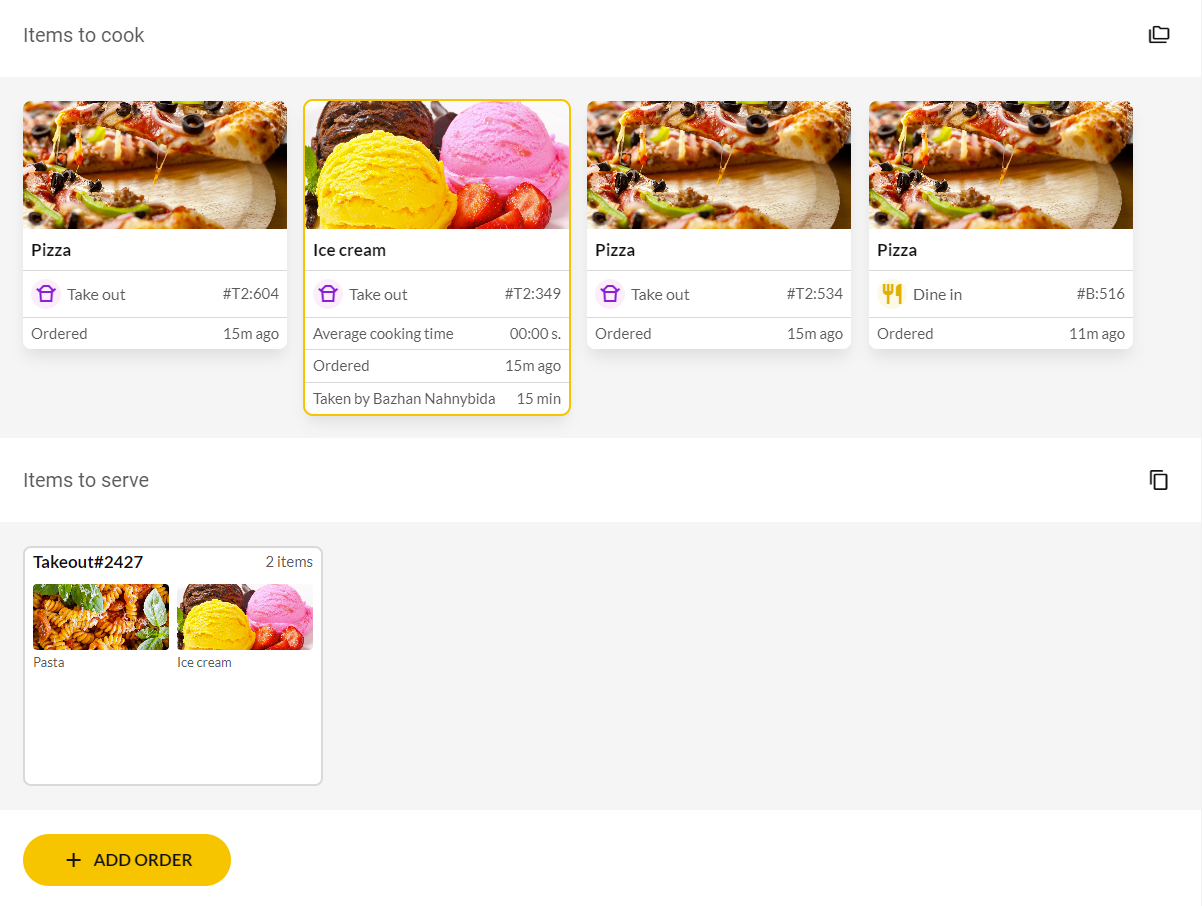 Items to cook
Pizza
Take out #T2:604
Ordered 15m ago
Ice cream
Take out #T2:349
Average cooking time 00:00 s.
Ordered 15m ago
Taken by Bazhan Nahnybida 15 min
Pizza
Take out #T2:534
Ordered 15m ago
Pizza
Dine in #B:516
Ordered 11m ago
Items to serve
Takeout#2427 2 items
Pasta Ice cream
+ ADD ORDER